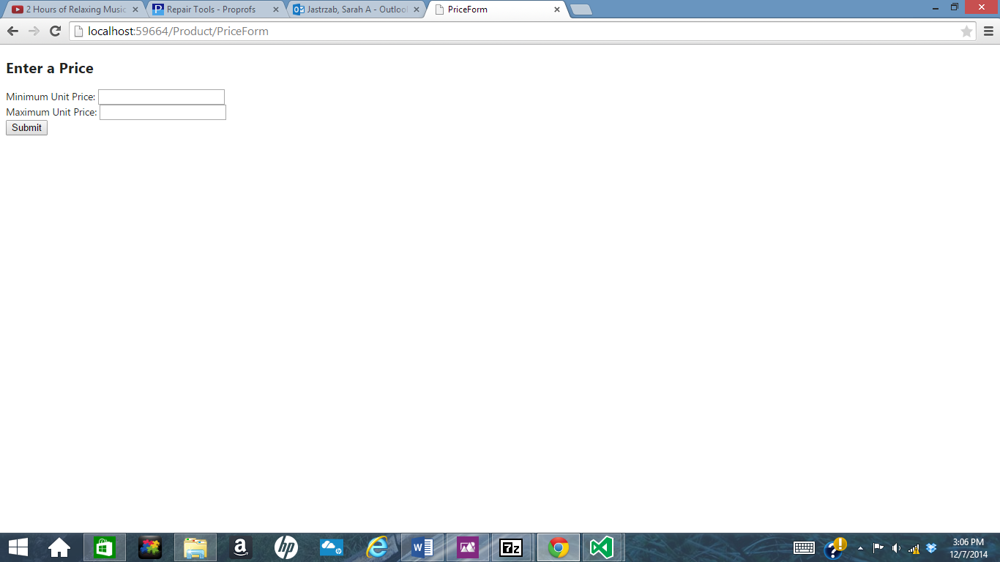 2 Hours of Relaxing Music
Repair Tools - Proprofs
Jastrzab, Sarah A - Outloo
PriceForm
localhost:59664/Product/PriceForm
Enter a Price
Minimum Unit Price:
Maximum Unit Price:
Submit
3:06 PM
12/7/2014